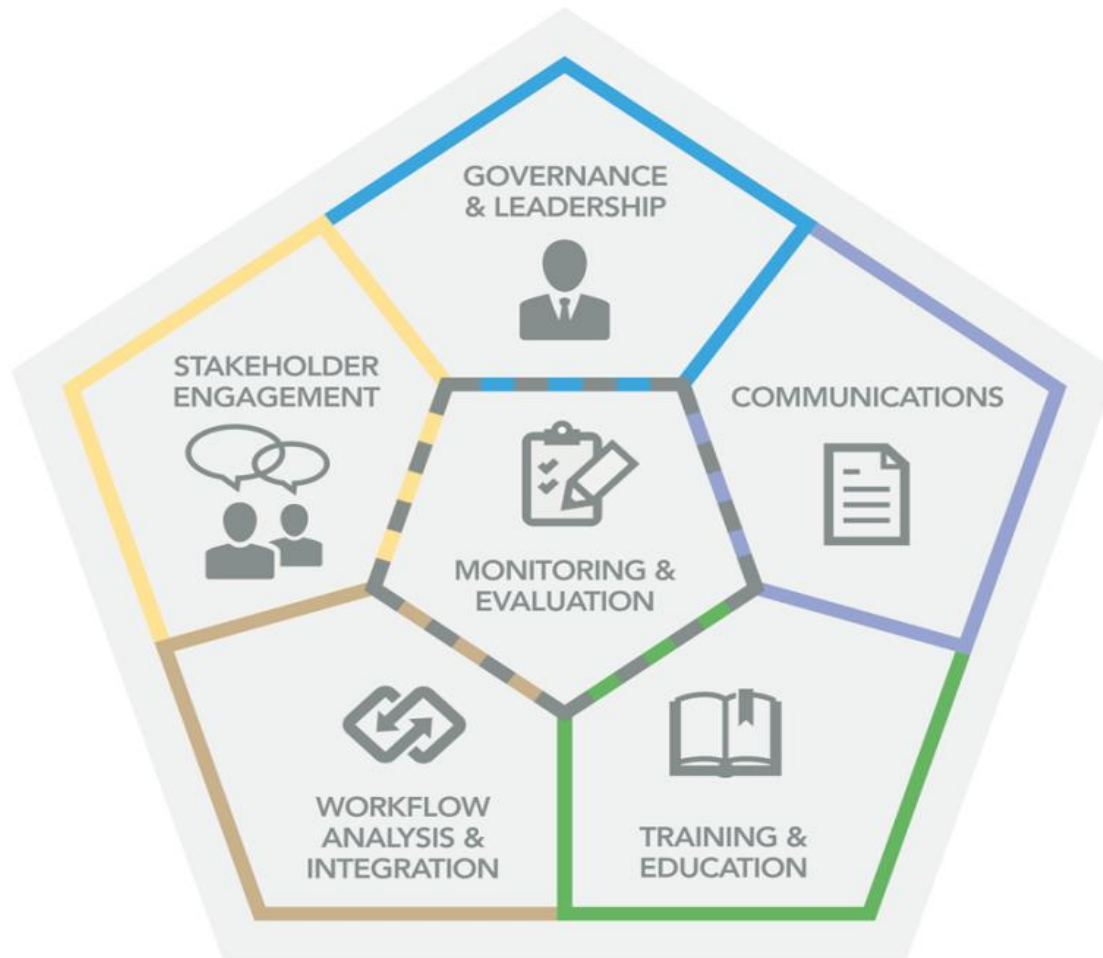 GOVERNANCE
& LEADERSHIP
STAKEHOLDER
ENGAGEMENT
COMMUNICATIONS
MONITORING &
EVALUATION
WORKFLOW
ANALYSIS &
INTEGRATION
TRAINING &
EDUCATION